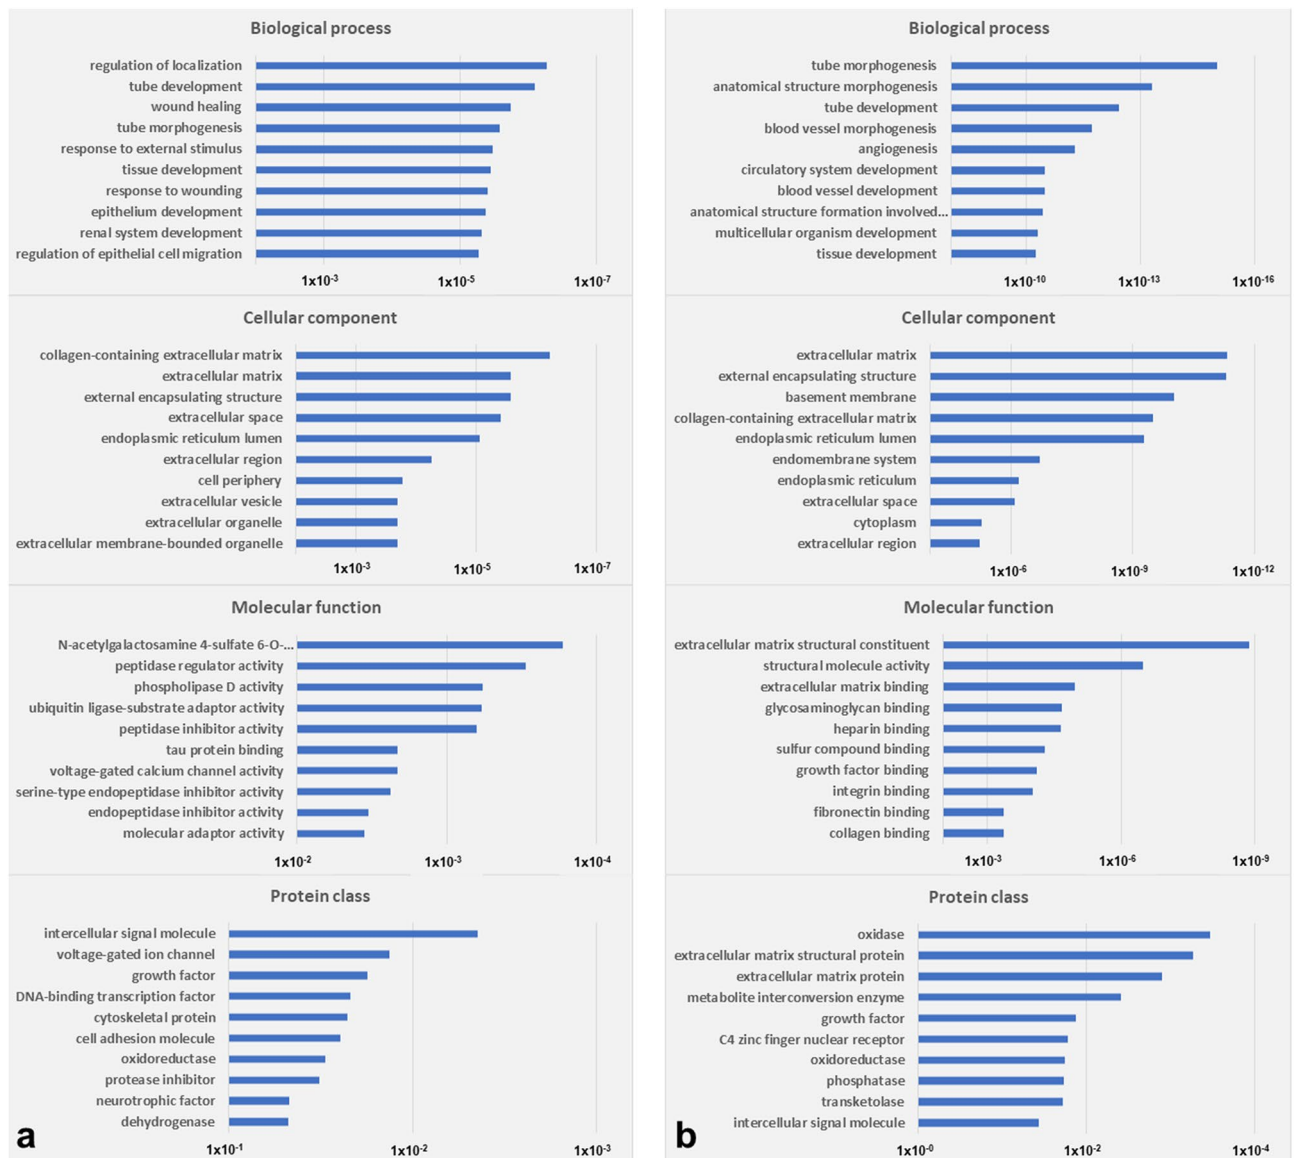 Biological process
regulation of localization
tube development
wound healing
tube morphogenesis
response to external stimulus
tissue development
response to wounding
epithelium development
renal system development
regulation of epithelial cell migration
1x10-3 1x10-5 1x10-7
Cellular component
collagen-containing extracellular matrix
extracellular matrix
external encapsulating structure
extracellular space
endoplasmic reticulum lumen
extracellular region
cell periphery
extracellular vesicle
extracellular organelle
extracellular membrane-bounded organelle
1x10-3 1x10-5 1x10-7
Molecular function
N-acetylgalactosamine 4-sulfate 6-O-...
peptidase regulator activity
phospholipase D activity
ubiquitin ligase-substrate adaptor activity
peptidase inhibitor activity
tau protein binding
voltage-gated calcium channel activity
serine-type endopeptidase inhibitor activity
endopeptidase inhibitor activity
molecular adaptor activity
1x10-2 1x10-3 1x10-4
Protein class
intercellular signal molecule
voltage-gated ion channel
growth factor
DNA-binding transcription factor
cytoskeletal protein
cell adhesion molecule
oxidoreductase
protease inhibitor
neurotrophic factor
dehydrogenase
1x10-1 1x10-2 1x10-3
a
Biological process
tube morphogenesis
anatomical structure morphogenesis
tube development
blood vessel morphogenesis
angiogenesis
circulatory system development
blood vessel development
anatomical structure formation involved...
multicellular organism development
tissue development
1x10-10 1x10-13 1x10-16
Cellular component
extracellular matrix
external encapsulating structure
basement membrane
collagen-containing extracellular matrix
endoplasmic reticulum lumen
endomembrane system
endoplasmic reticulum
extracellular space
cytoplasm
extracellular region
1x10-6 1x10-9 1x10-12
Molecular function
extracellular matrix structural constituent
structural molecule activity
extracellular matrix binding
glycosaminoglycan binding
heparin binding
sulfur compound binding
growth factor binding
integrin binding
fibronectin binding
collagen binding
1x10-3 1x10-6 1x10-9
Protein class
oxidase
extracellular matrix structural protein
extracellular matrix protein
metabolite interconversion enzyme
growth factor
C4 zinc finger nuclear receptor
oxidoreductase
phosphatase
transketolase
intercellular signal molecule
1x10-0 1x10-2 1x10-4
b